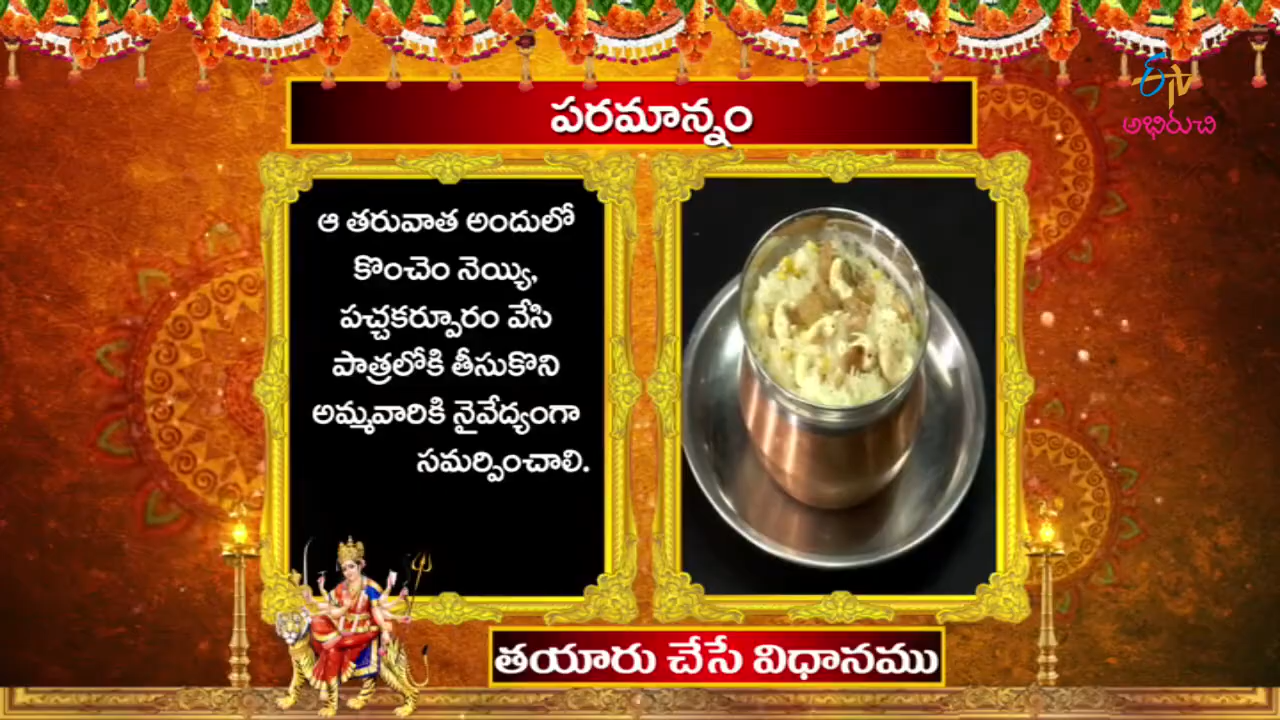 పరమాన్నం
ETV
అభిరుచి
ఆ తరువాత అందులో
కొంచెం నెయ్యి,
పచ్చకర్పూరం వేసి
పాత్రలోకి తీసుకొని
అమ్మవారికి నైవేద్యంగా
సమర్పించాలి.
తయారు చేసే విధానము